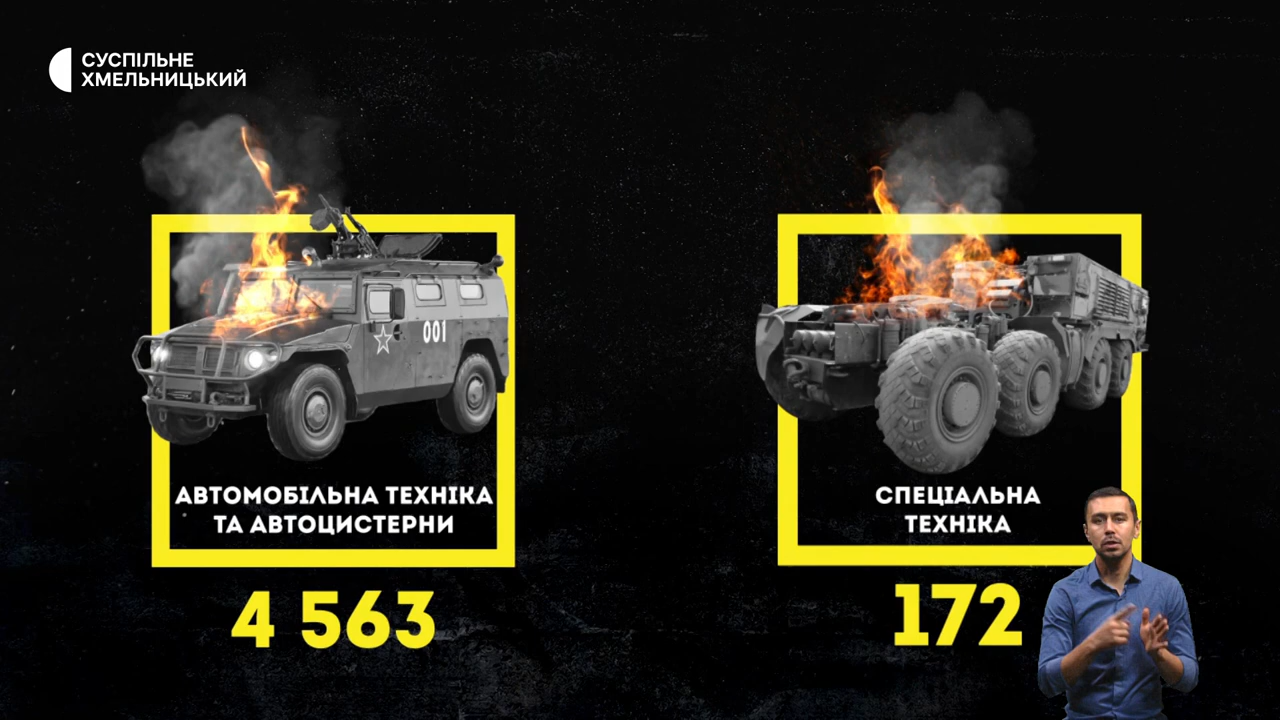 СУСПІЛЬНЕ
ХМЕЛЬНИЦЬКИЙ
001
АВТОМОБІЛЬНА ТЕХНІКА
ТА АВТОЦИСТЕРНИ
4 563
СПЕЦІАЛЬНА
ТЕХНІКА
172